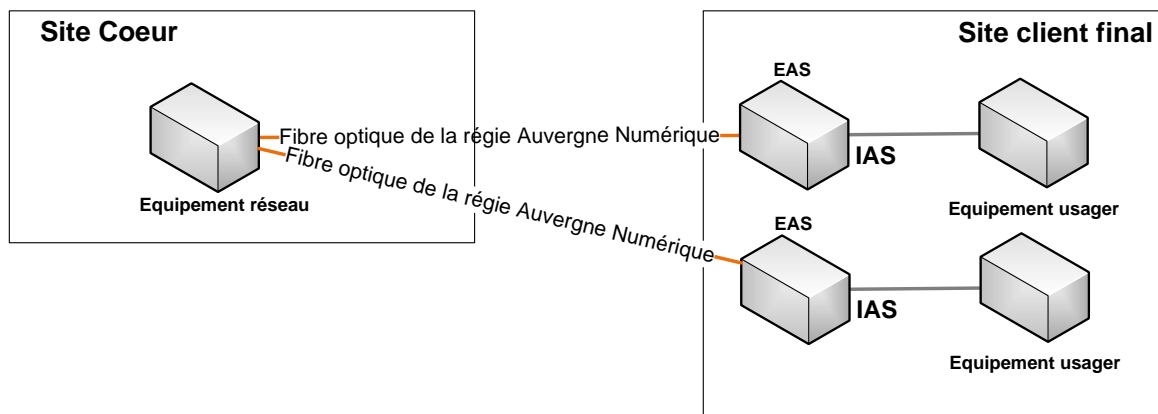 Site Coeur
Site client final
EAS
Fibre optique de la régie Auvergne Numérique
IAS
Fibre optique de la régie Auvergne Numérique
Equipement réseau
Equipement usager
EAS
IAS
Equipement usager